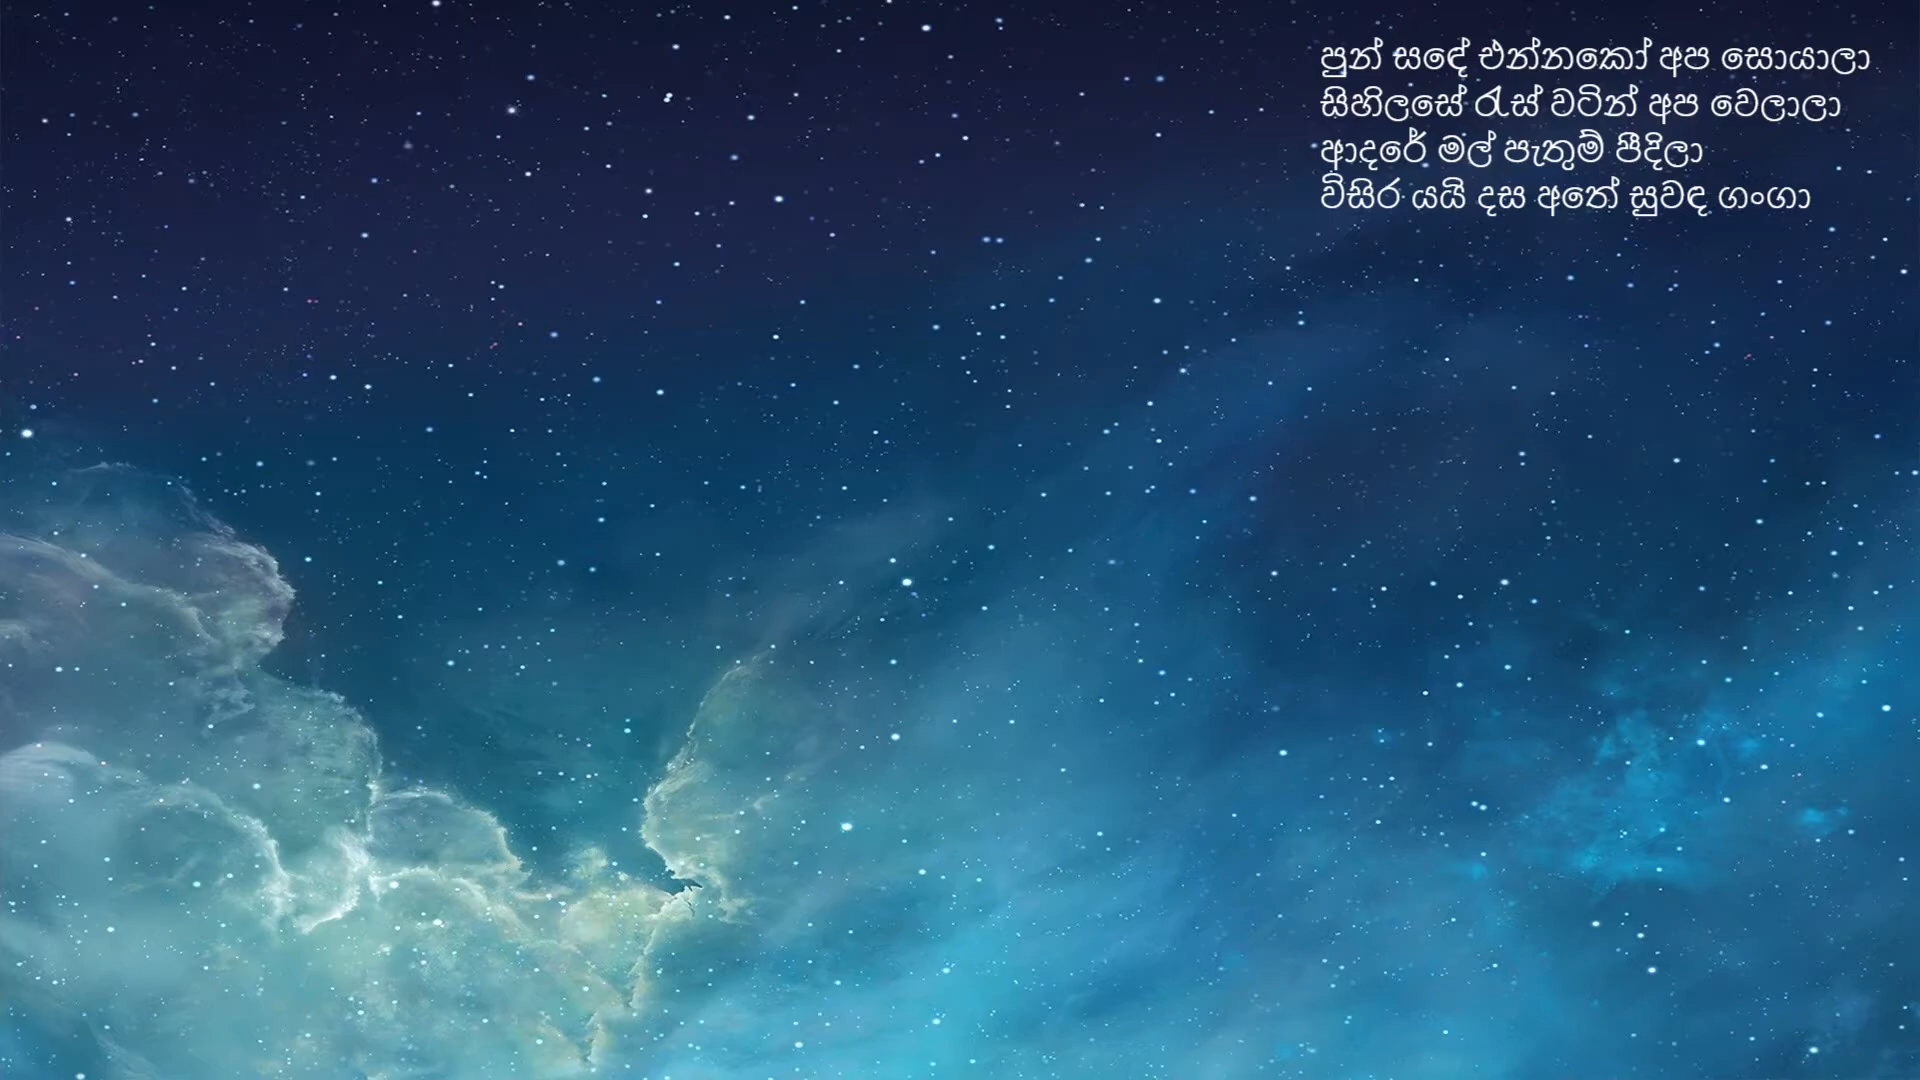 පුන් සඳේ එන්නකෝ අප සොයාලා
සිහිලසේ රැස් වටින් අප වෙලාලා
ආදරේ මල් පැතුම් පීදිලා
විසිර යයි දස අතේ සුවඳ ගංගා